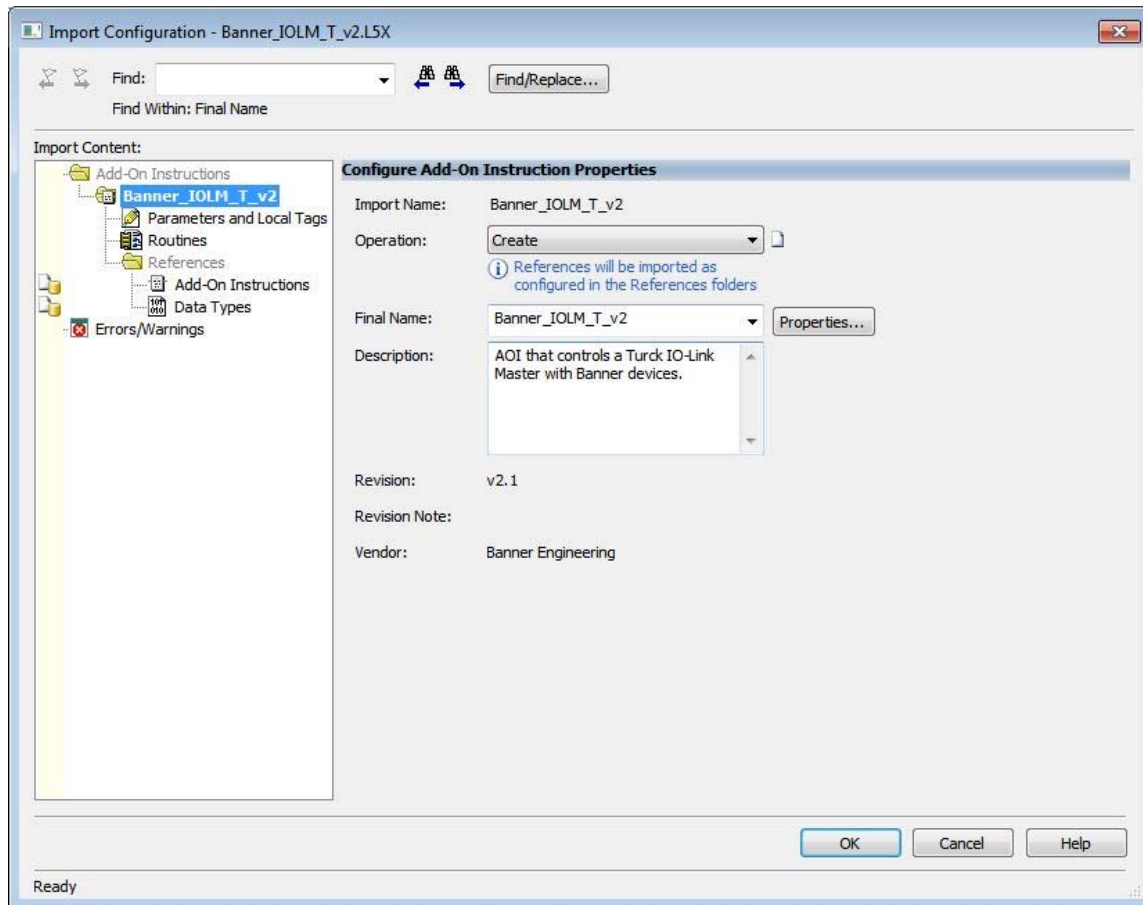 Import Configuration - Banner_IOLM_T_v2.L5X
Find:
Find/Replace...
Find Within: Final Name
Import Content:
Add-On Instructions
Banner_IOLM_T_v2
Parameters and Local Tags
Routines
References
Add-On Instructions
Data Types
Errors/Warnings
Configure Add-On Instruction Properties
Import Name: Banner_IOLM_T_v2
Operation: Create
References will be imported as
configured in the References folders
Final Name: Banner_IOLM_T_v2 Properties...
Description: AOI that controls a Turck IO-Link
Master with Banner devices.
Revision: v2.1
Revision Note:
Vendor: Banner Engineering
OK Cancel Help
Ready